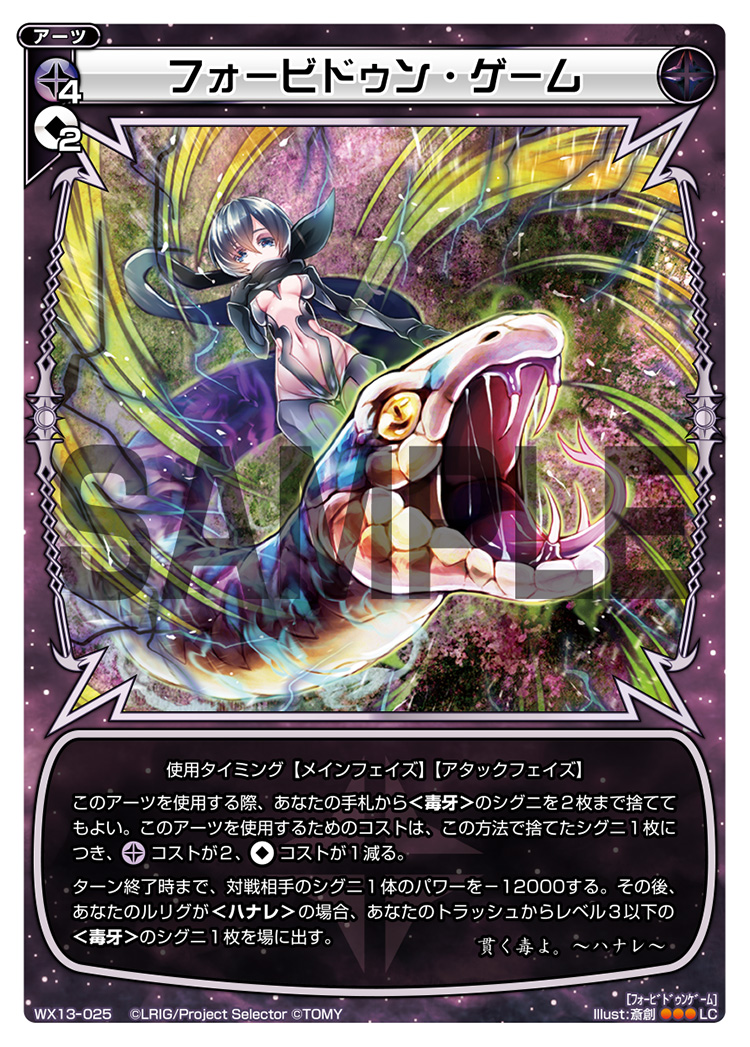 アーツ
4
フォービドゥン・ゲーム
2
SAMPLE
使用タイミング【メインフェイズ】【アタックフェイズ】
このアーツを使用する際、あなたの手札から<毒牙>のシグニを2枚まで捨てて
もよい。このアーツを使用するためのコストは、この方法で捨てたシグニ1枚に
つき、コストが2、コストが1減る。
ターン終了時まで、対戦相手のシグニ1体のパワーを-12000する。その後、
あなたのルリグが<ハナレ>の場合、あなたのトラッシュからレベル3以下の
<毒牙>のシグニ1枚を場に出す。
貫く毒よ。~ハナレ~
[フォービドゥンゲーム]
WX13-025 ©LRIG/Project Selector ©TOMY Illust:斎創 LC